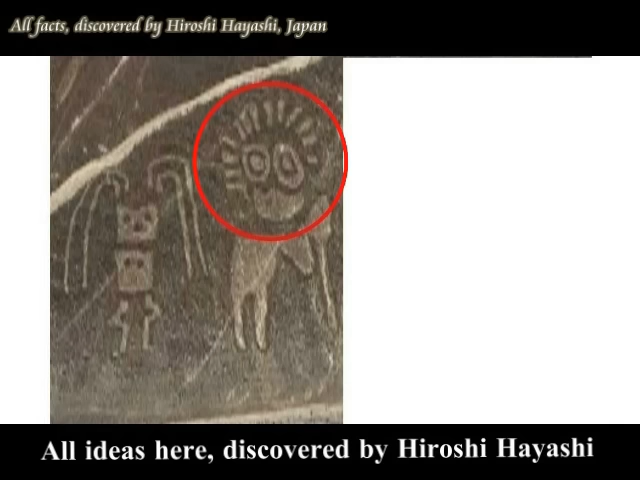 All facts, discovered by Hiroshi Hayashi, Japan
All ideas here, discovered by Hiroshi Hayashi